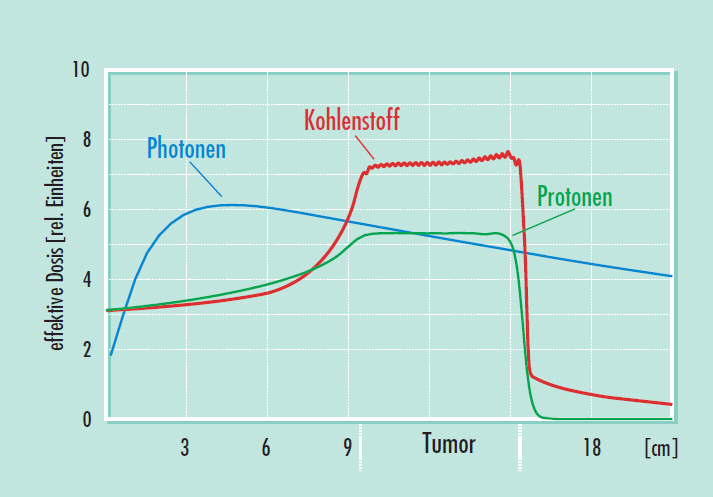 effektive Dosis [rel. Einheiten]
10
8
6
4
2
0
Photonen
Kohlenstoff
Protonen
3 6 9 Tumor 18 [cm]